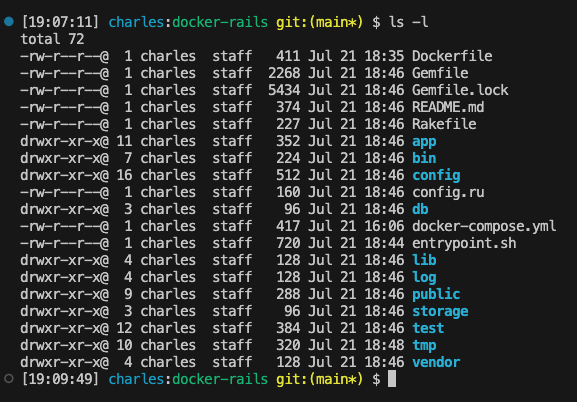 [19:07:11] charles:docker-rails git:(main*) $ ls -l
total 72
-rw-r--r--@  1 charles  staff   411 Jul 21 18:35 Dockerfile
-rw-r--r--@  1 charles  staff  2268 Jul 21 18:46 Gemfile
-rw-r--r--@  1 charles  staff  5434 Jul 21 18:46 Gemfile.lock
-rw-r--r--@  1 charles  staff   374 Jul 21 18:46 README.md
-rw-r--r--@  1 charles  staff   227 Jul 21 18:46 Rakefile
drwxr-xr-x@ 11 charles  staff   352 Jul 21 18:46 app
drwxr-xr-x@  7 charles  staff   224 Jul 21 18:46 bin
drwxr-xr-x@ 16 charles  staff   512 Jul 21 18:46 config
-rw-r--r--@  1 charles  staff   160 Jul 21 18:46 config.ru
drwxr-xr-x@  3 charles  staff    96 Jul 21 18:46 db
-rw-r--r--@  1 charles  staff   417 Jul 21 16:06 docker-compose.yml
-rw-r--r--@  1 charles  staff   720 Jul 21 18:44 entrypoint.sh
drwxr-xr-x@  4 charles  staff   128 Jul 21 18:46 lib
drwxr-xr-x@  4 charles  staff   128 Jul 21 18:46 log
drwxr-xr-x@  9 charles  staff   288 Jul 21 18:46 public
drwxr-xr-x@  3 charles  staff    96 Jul 21 18:46 storage
drwxr-xr-x@ 12 charles  staff   384 Jul 21 18:46 test
drwxr-xr-x@ 10 charles  staff   320 Jul 21 18:48 tmp
drwxr-xr-x@  4 charles  staff   128 Jul 21 18:46 vendor
[19:09:49] charles:docker-rails git:(main*) $